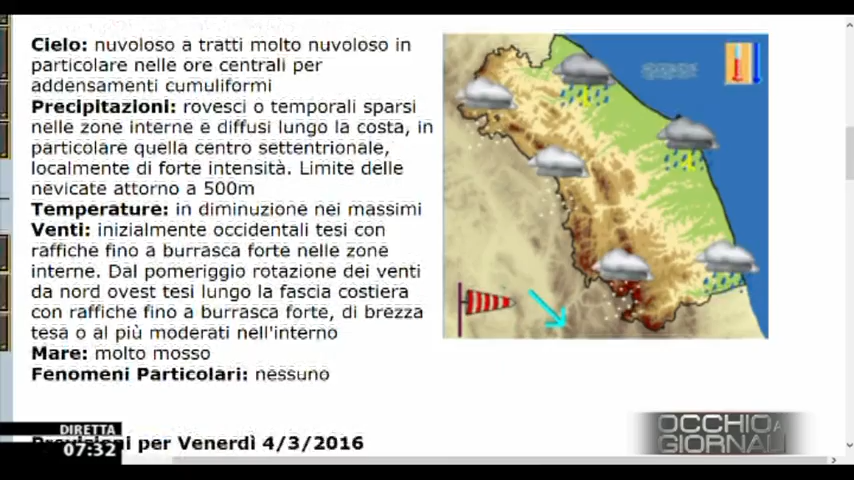 Cielo: nuvoloso a tratti molto nuvoloso in
particolare nelle ore centrali per
addensamenti cumuliformi
Precipitazioni: rovesci o temporali sparsi
nelle zone interne e diffusi lungo la costa, in
particolare quella centro settentrionale,
localmente di forte intensità. Limite delle
nevicate attorno a 500m
Temperature: in diminuzione nei massimi
Venti: inizialmente occidentali tesi con
raffiche fino a burrasca forte nelle zone
interne. Dal pomeriggio rotazione dei venti
da nord ovest tesi lungo la fascia costiera
con raffiche fino a burrasca forte, di brezza
tesa o al più moderati nell'interno
Mare: molto mosso
Fenomeni Particolari: nessuno
DIRETTA
07:32
per Venerdì 4/3/2016
OCCHIO AI
GIORNALI